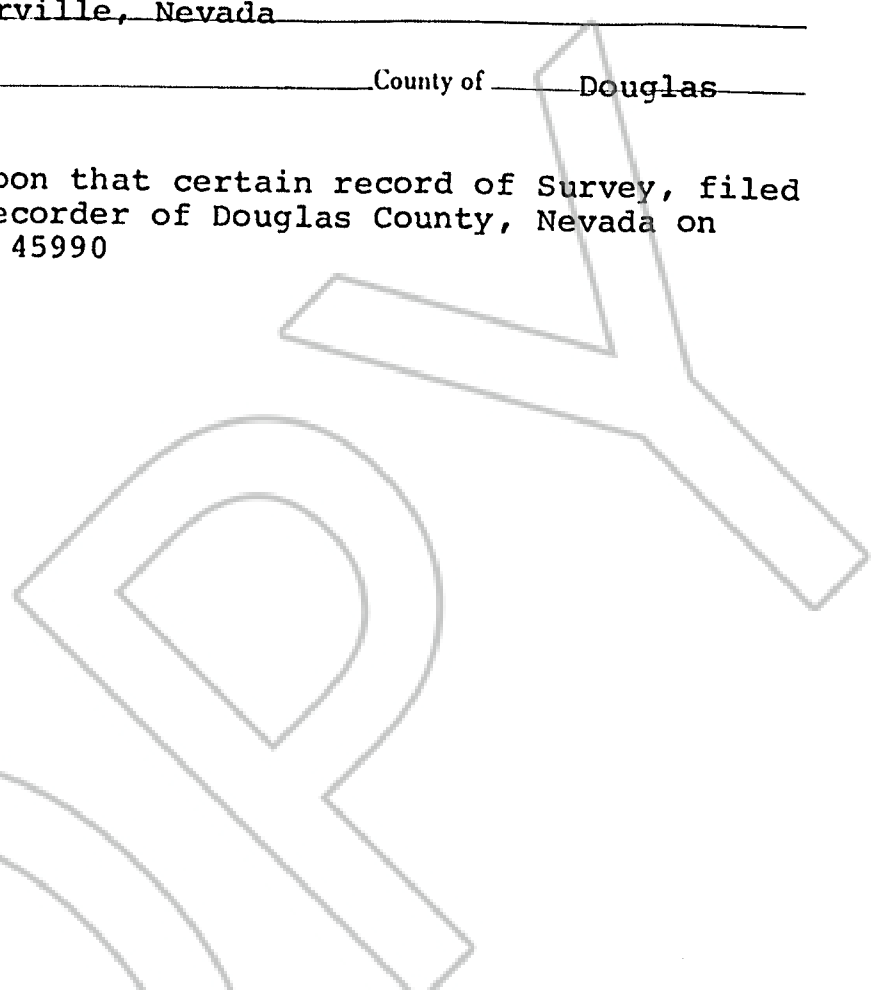 rville, Nevada
County of Douglas
pon that certain record of Survey, filed
ecorder of Douglas County, Nevada on
45990
PY